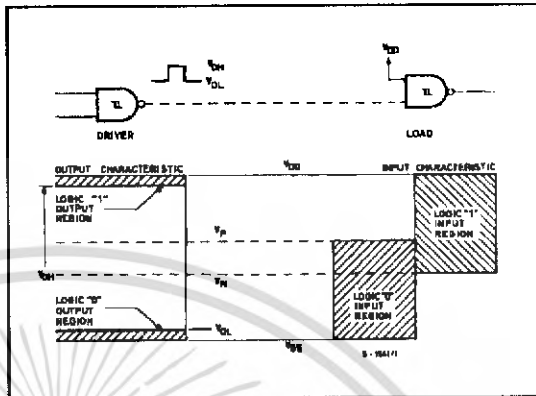 VOH
VOL
VDD
DRIVER
LOAD
OUTPUT CHARACTERISTIC
VDD
INPUT CHARACTERISTIC
LOGIC "1"
OUTPUT
REGION
LOGIC "1"
INPUT
REGION
VP
VOH
VN
LOGIC "0"
OUTPUT
REGION
LOGIC "0"
INPUT
REGION
VOL
VSS